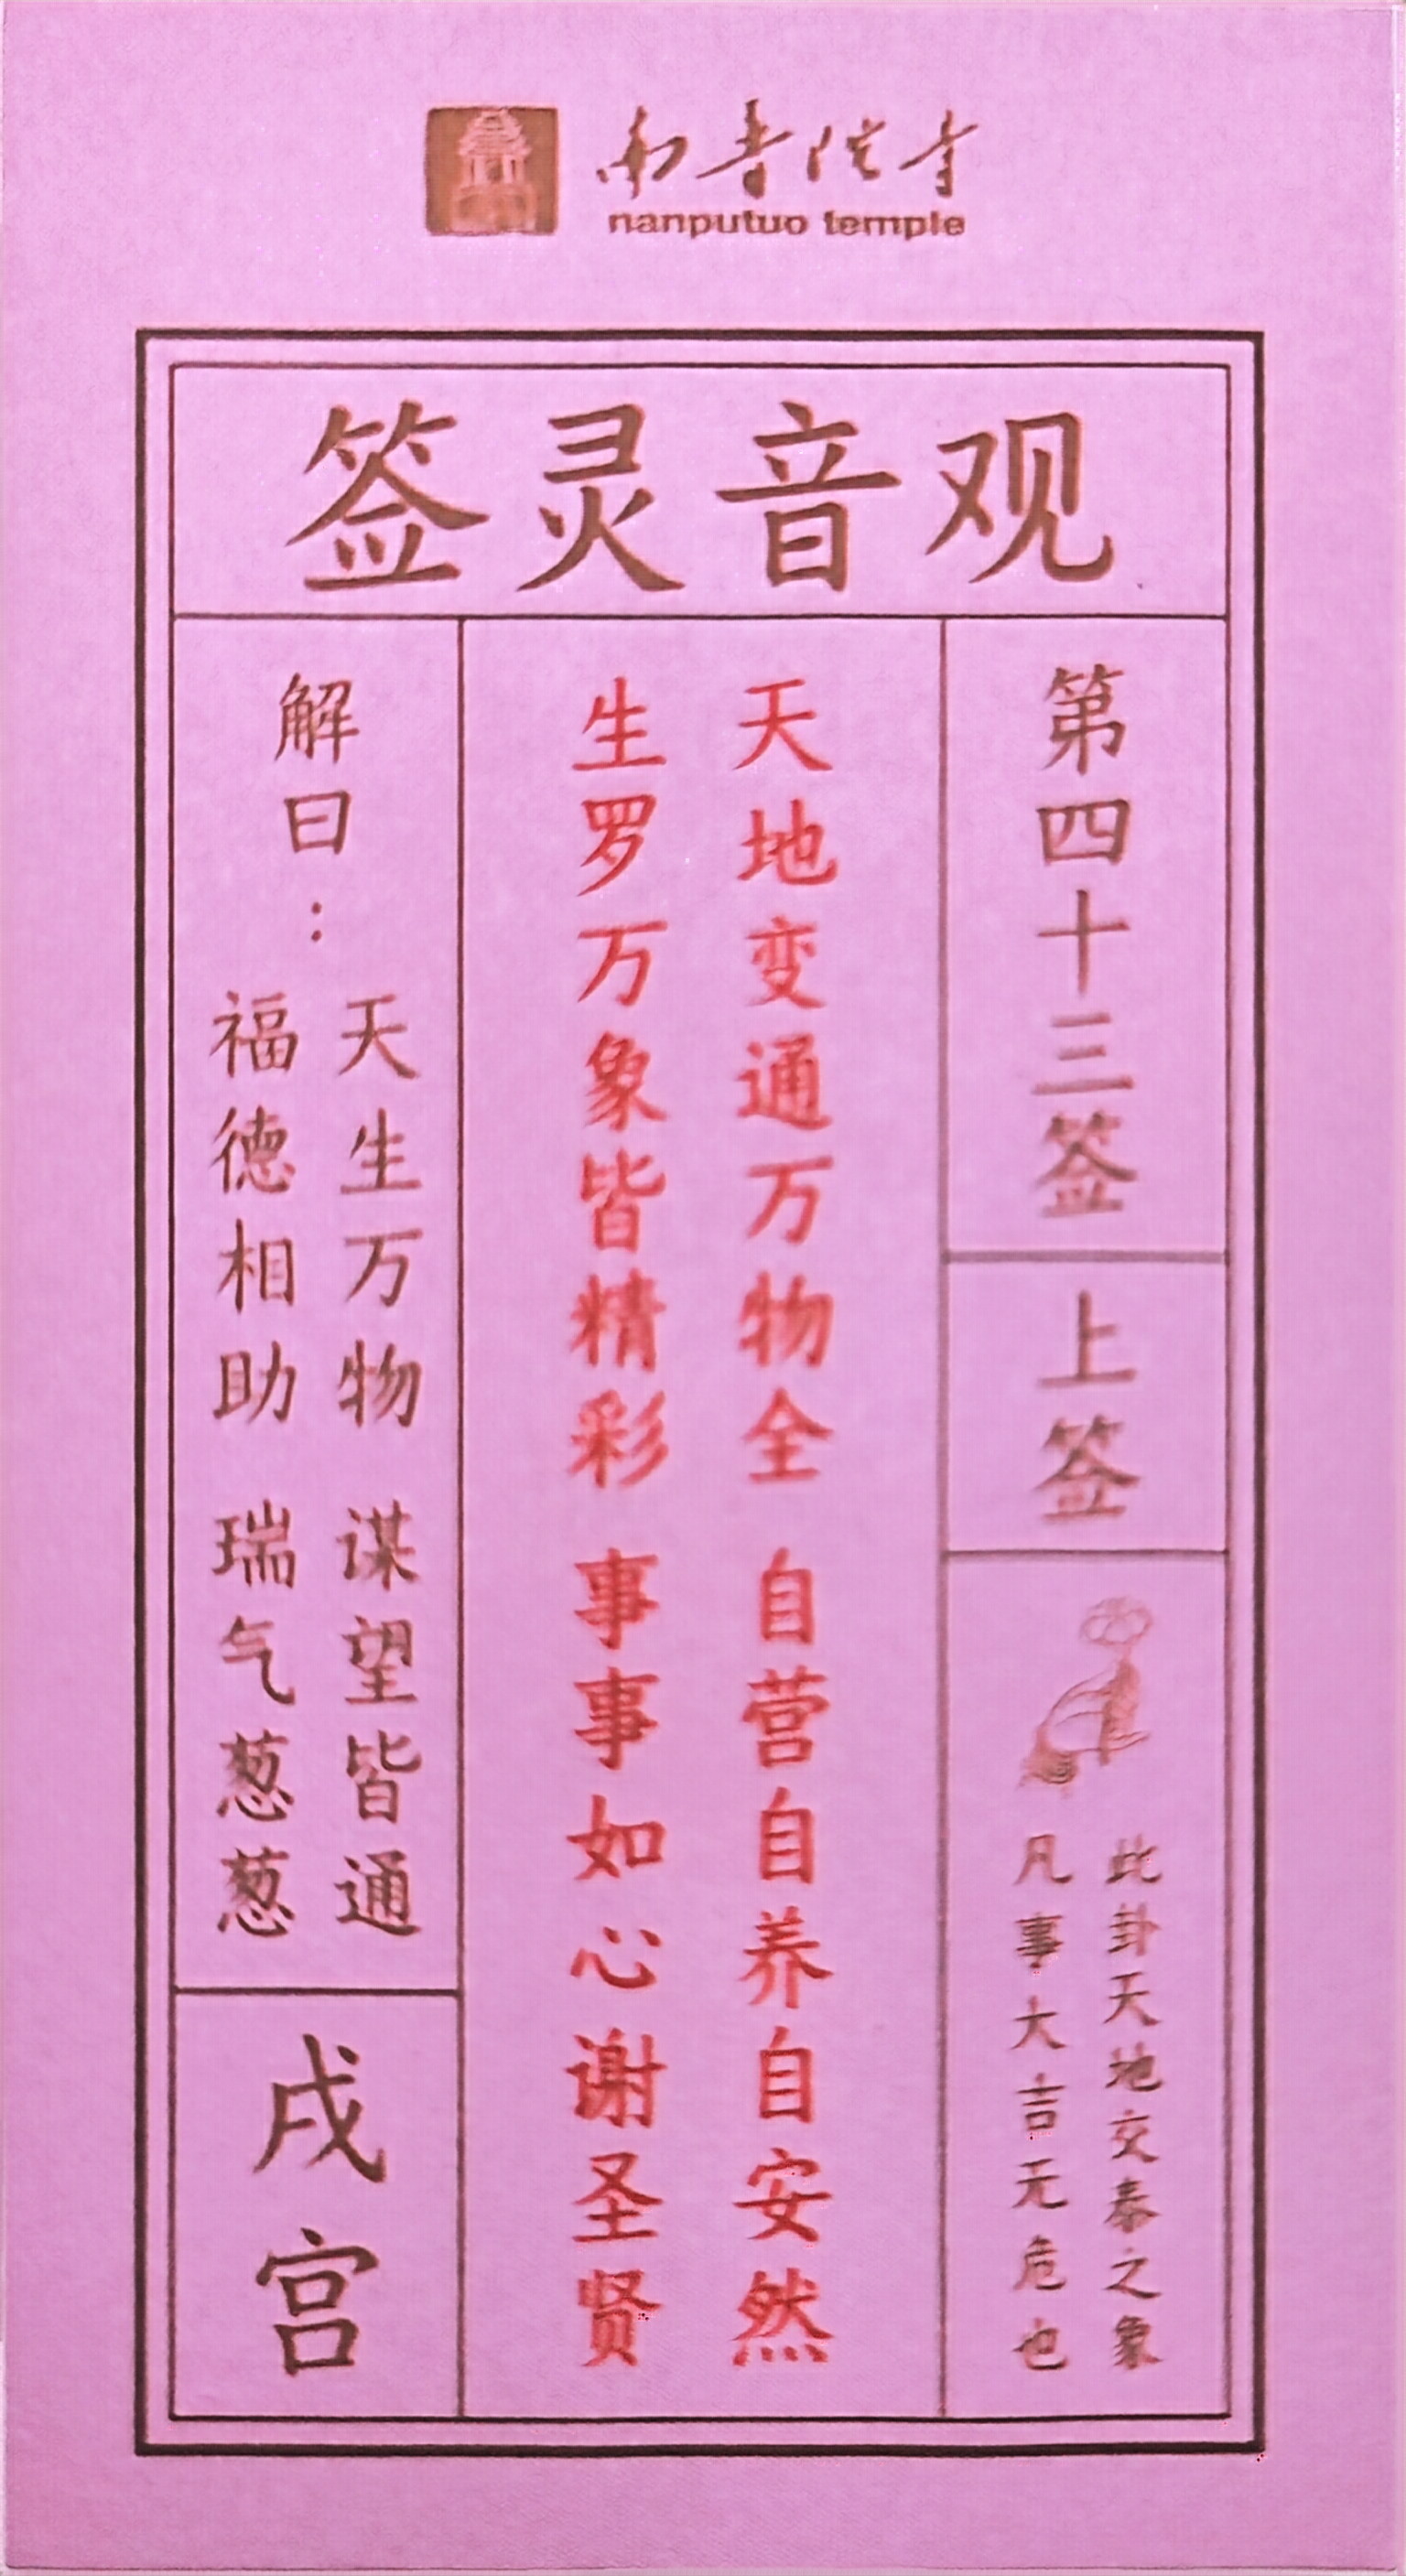 南普陀寺
nanputuo temple
观音灵签
第四十三签
上签
此卦天地交泰之象
凡事大吉无危也
天地变通万物全 自营自养自安然
生罗万象皆精彩 事事如心谢圣贤
解曰：
天生万物 谋望皆通
福德相助 瑞气葱葱
戌宫